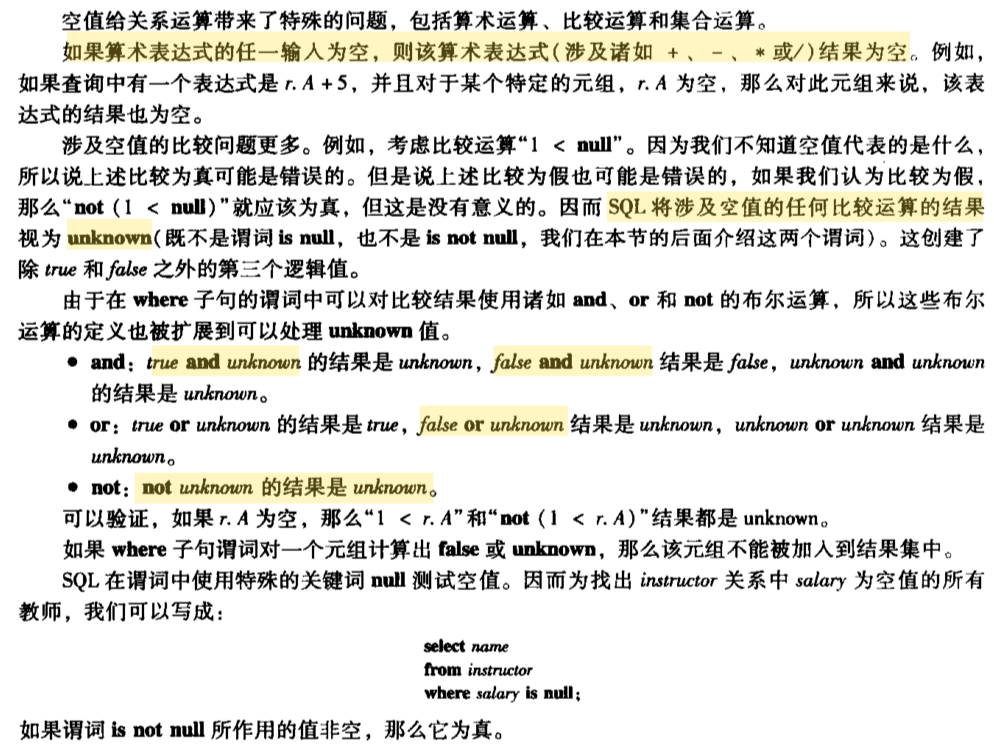 空值给关系运算带来了特殊的问题，包括算术运算、比较运算和集合运算。
如果算术表达式的任一输入为空，则该算术表达式(涉及诸如 +、-、* 或/)结果为空。例如，
如果查询中有一个表达式是 r. A + 5，并且对于某个特定的元组，r. A 为空，那么对此元组来说，该表
达式的结果也为空。
涉及空值的比较问题更多。例如，考虑比较运算“1 < null”。因为我们不知道空值代表的是什么，
所以说上述比较为真可能是错误的。但是说上述比较为假也可能是错误的，如果我们认为比较为假，
那么“not (1 < null)”就应该为真，但这是没有意义的。因而 SQL 将涉及空值的任何比较运算的结果
视为 unknown(既不是谓词 is null，也不是 is not null，我们在本节的后面介绍这两个谓词)。这创建了
除 true 和 false 之外的第三个逻辑值。
由于在 where 子句的谓词中可以对比较结果使用诸如 and、or 和 not 的布尔运算，所以这些布尔
运算的定义也被扩展到可以处理 unknown 值。
• and：true and unknown 的结果是 unknown，false and unknown 结果是 false，unknown and unknown
的结果是 unknown。
• or：true or unknown 的结果是 true，false or unknown 结果是 unknown，unknown or unknown 结果是
unknown。
• not：not unknown 的结果是 unknown。
可以验证，如果 r. A 为空，那么“1 < r. A”和“not (1 < r. A)”结果都是 unknown。
如果 where 子句谓词对一个元组计算出 false 或 unknown，那么该元组不能被加入到结果集中。
SQL 在谓词中使用特殊的关键词 null 测试空值。因而为找出 instructor 关系中 salary 为空值的所有
教师，我们可以写成：
select name
from instructor
where salary is null；
如果谓词 is not null 所作用的值非空，那么它为真。